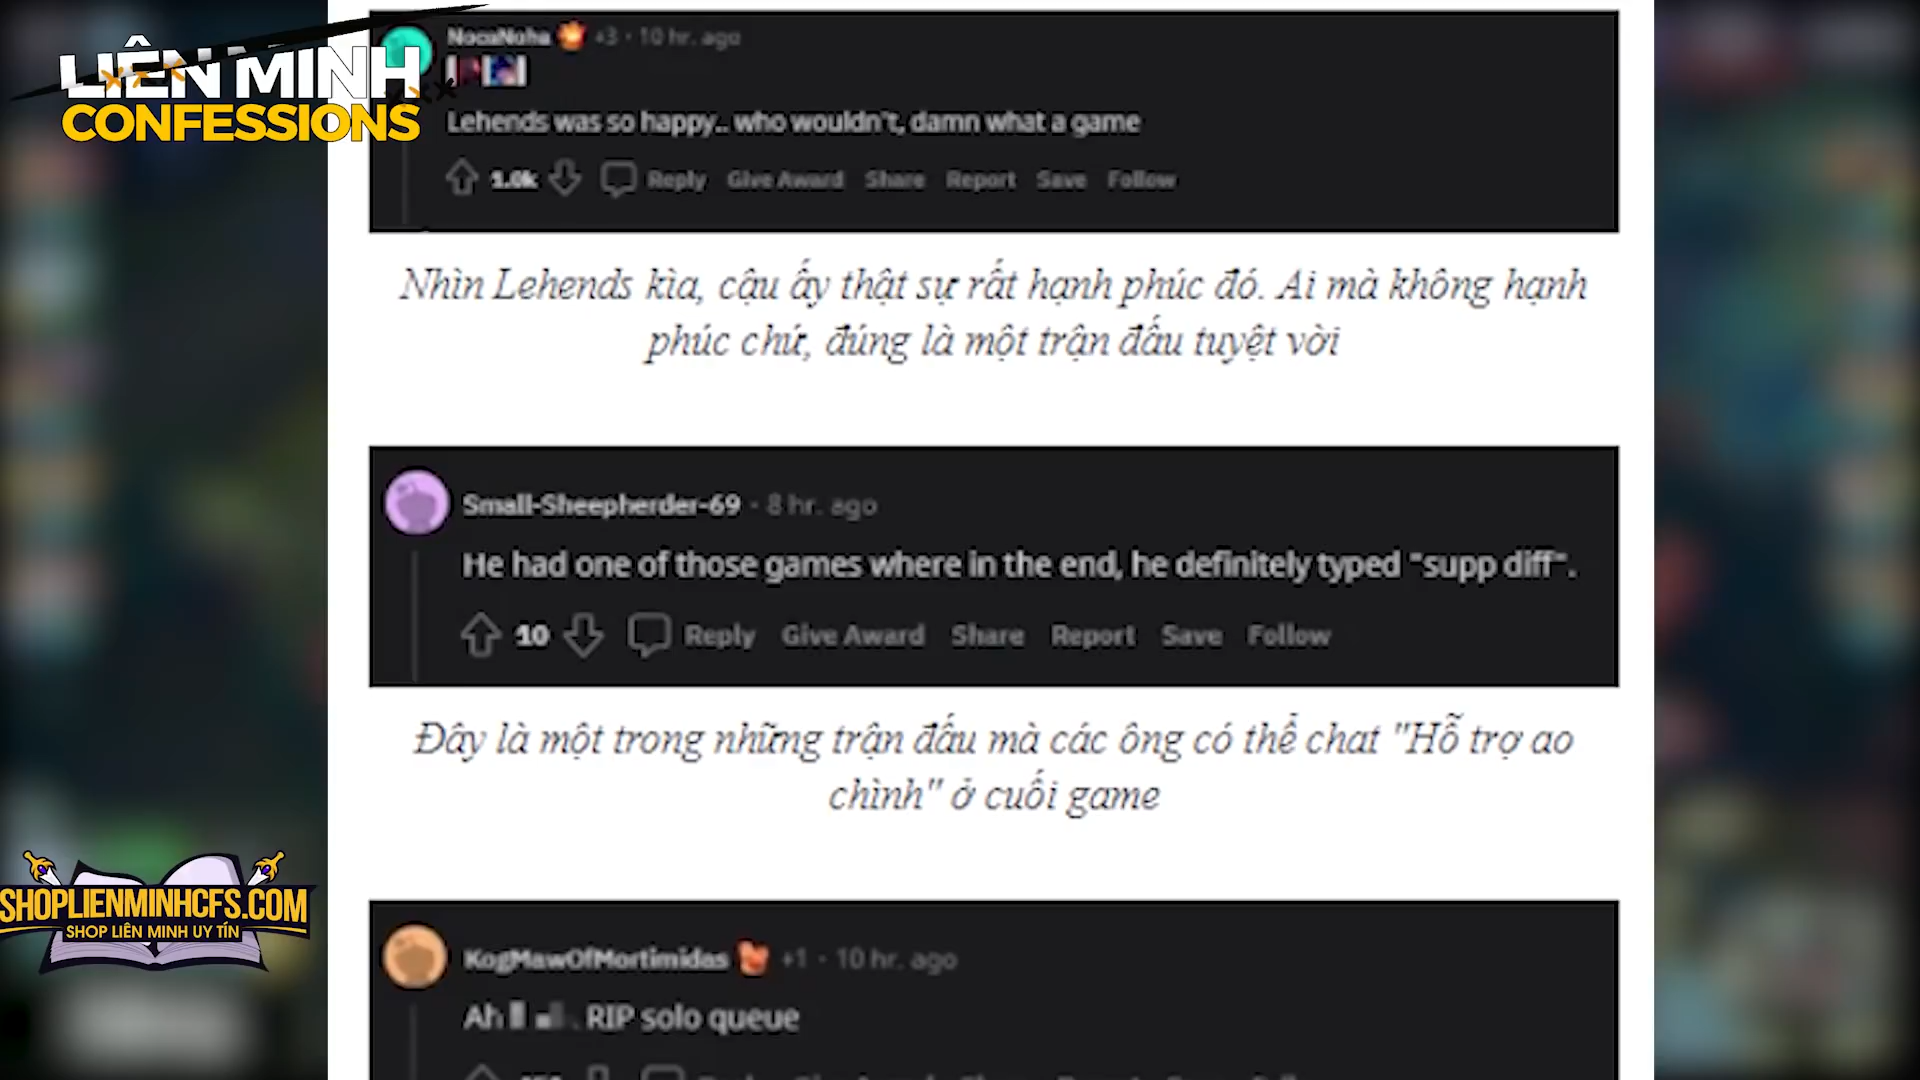 LIÊN MINH
CONFESSIONS
NocaNoha +3 · 10 hr. ago
Lehends was so happy.. who wouldn't, damn what a game
1.0k Reply Give Award Share Report Save Follow
Nhìn Lehends kìa, cậu ấy thật sự rất hạnh phúc đó. Ai mà không hạnh
phúc chứ, đúng là một trận đấu tuyệt vời
Small-Sheepherder-69 · 8 hr. ago
He had one of those games where in the end, he definitely typed "supp diff".
10 Reply Give Award Share Report Save Follow
Đây là một trong những trận đấu mà các ông có thể chat "Hỗ trợ ao
chình" ở cuối game
SHOPLIENMINHCFS.COM
SHOP LIÊN MINH UY TÍN
KogMawOfMortimidas +1 · 10 hr. ago
Ah . RIP solo queue